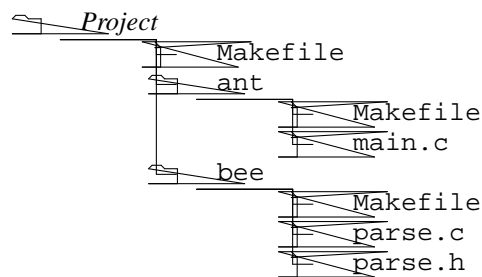 Project
Makefile
ant
Makefile
main.c
bee
Makefile
parse.c
parse.h